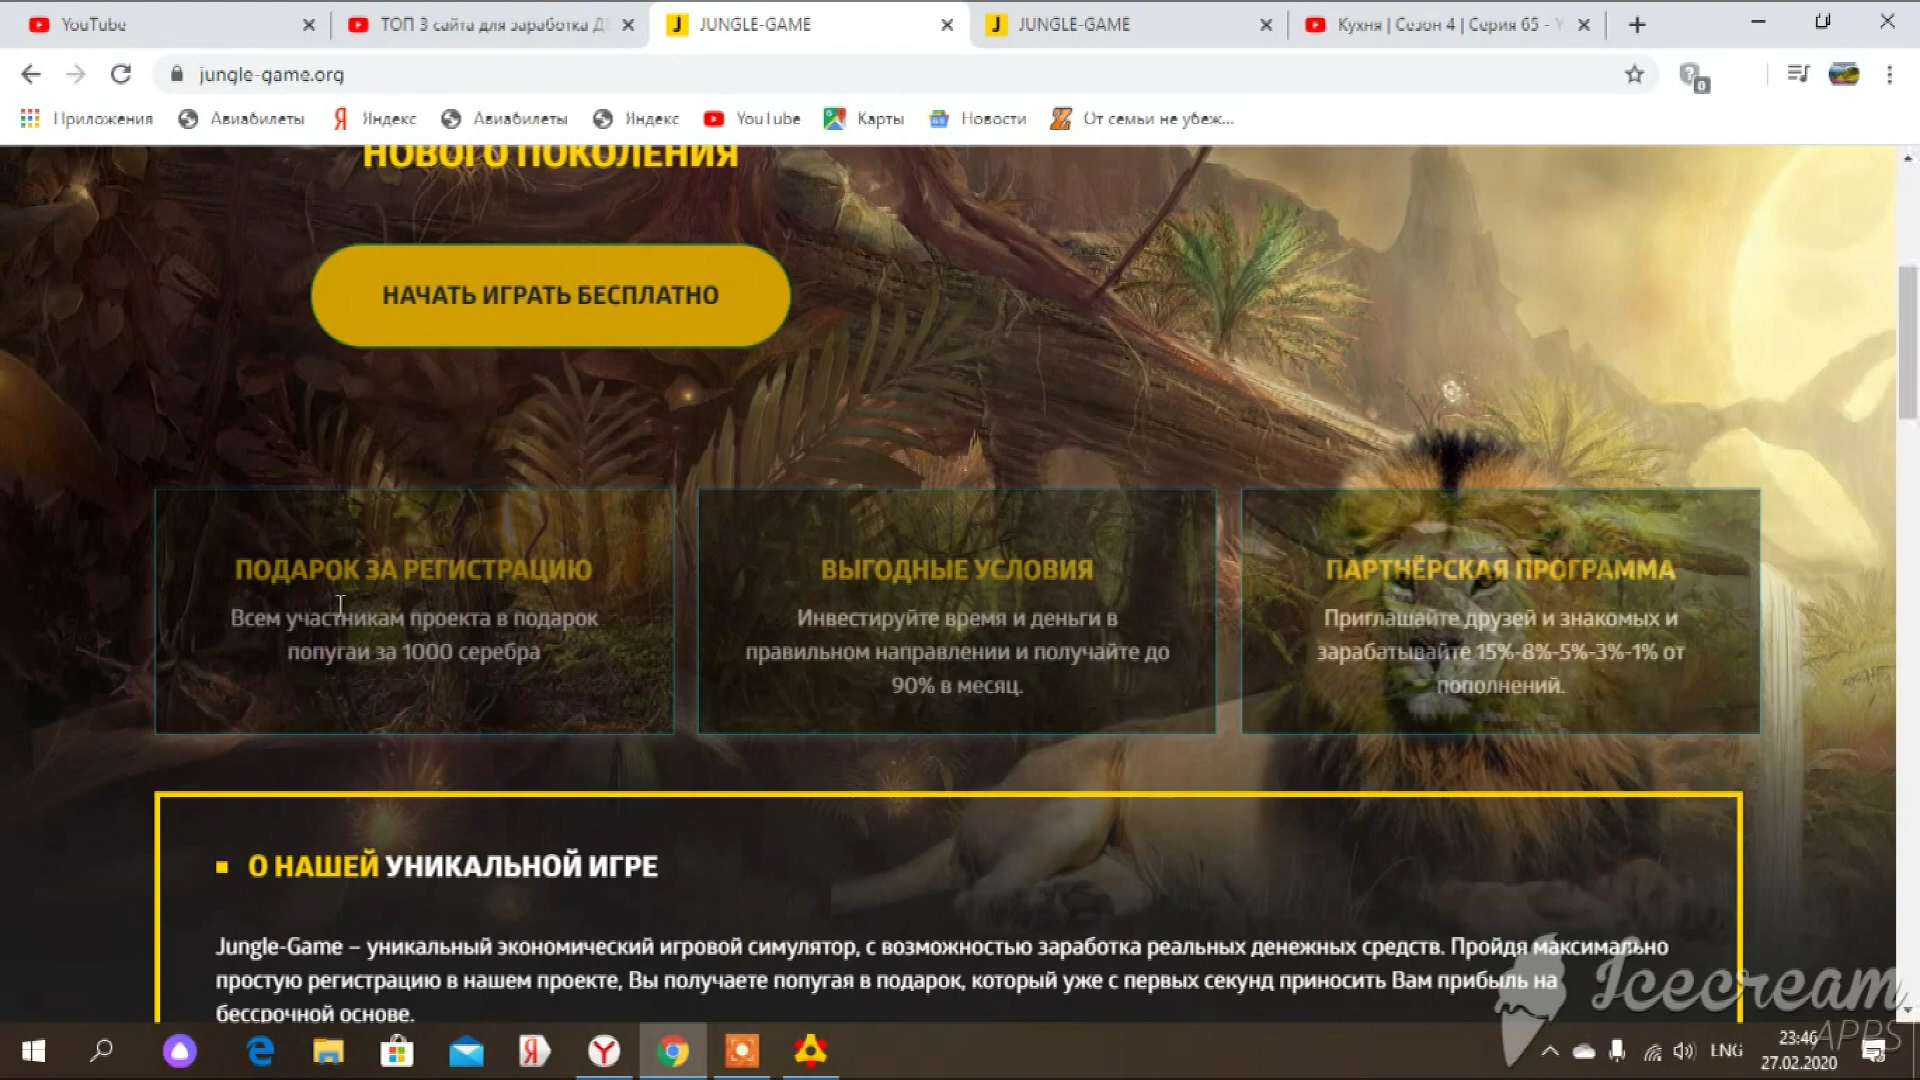 YouTube
ТОП 3 сайта для заработка Д
JUNGLE-GAME
JUNGLE-GAME
Кухня | Сезон 4 | Серия 65 - Y
jungle-game.org
0
Приложения
Авиабилеты
Яндекс
Авиабилеты
Яндекс
YouTube
Карты
Новости
От семьи не убеж...
НОВОГО ПОКОЛЕНИЯ
НАЧАТЬ ИГРАТЬ БЕСПЛАТНО
ПОДАРОК ЗА РЕГИСТРАЦИЮ
Всем участникам проекта в подарок
попугаи за 1000 серебра
ВЫГОДНЫЕ УСЛОВИЯ
Инвестируйте время и деньги в
правильном направлении и получайте до
90% в месяц.
ПАРТНЁРСКАЯ ПРОГРАММА
Приглашайте друзей и знакомых и
зарабатывайте 15%-8%-5%-3%-1% от
пополнений.
О НАШЕЙ УНИКАЛЬНОЙ ИГРЕ
Jungle-Game – уникальный экономический игровой симулятор, с возможностью заработка реальных денежных средств. Пройдя максимально
простую регистрацию в нашем проекте, Вы получаете попугая в подарок, который уже с первых секунд приносить Вам прибыль на
бессрочной основе.
Icecream
APPS
ENG
23:46
27.02.2020